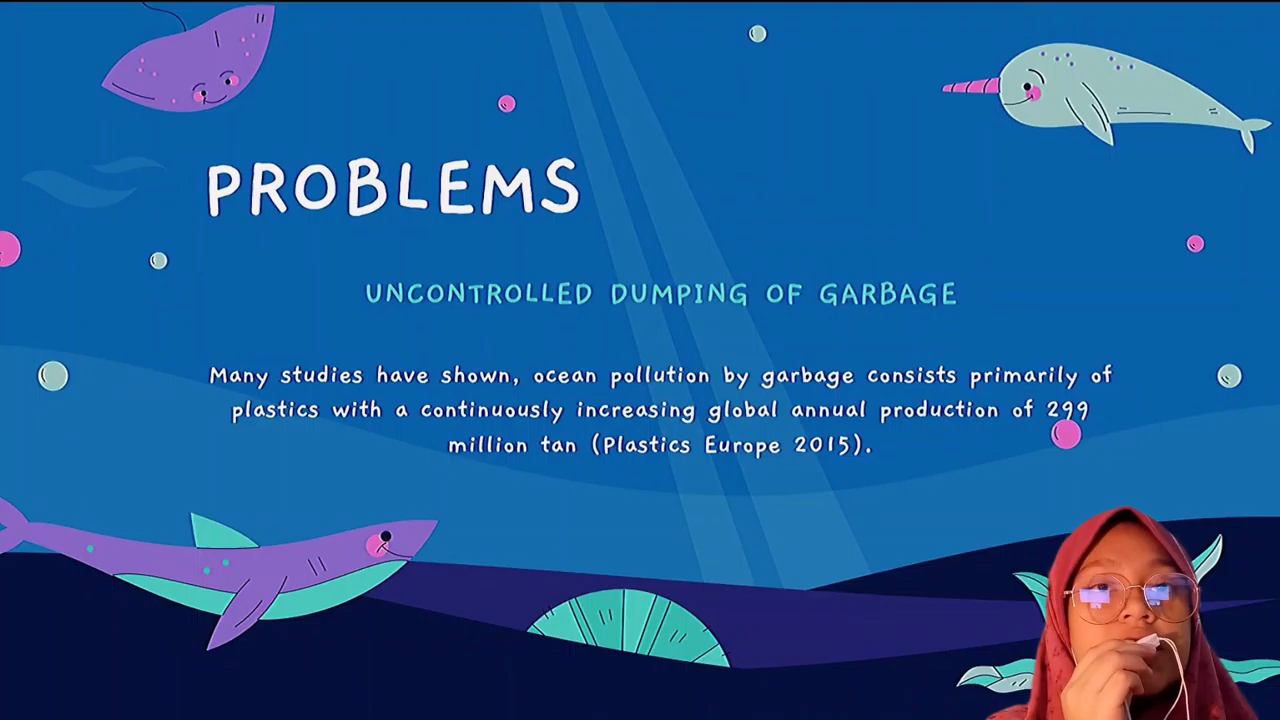 PROBLEMS
UNCONTROLLED DUMPING OF GARBAGE
Many studies have shown, ocean pollution by garbage consists primarily of
plastics with a continuously increasing global annual production of 299
million tan (Plastics Europe 2015).